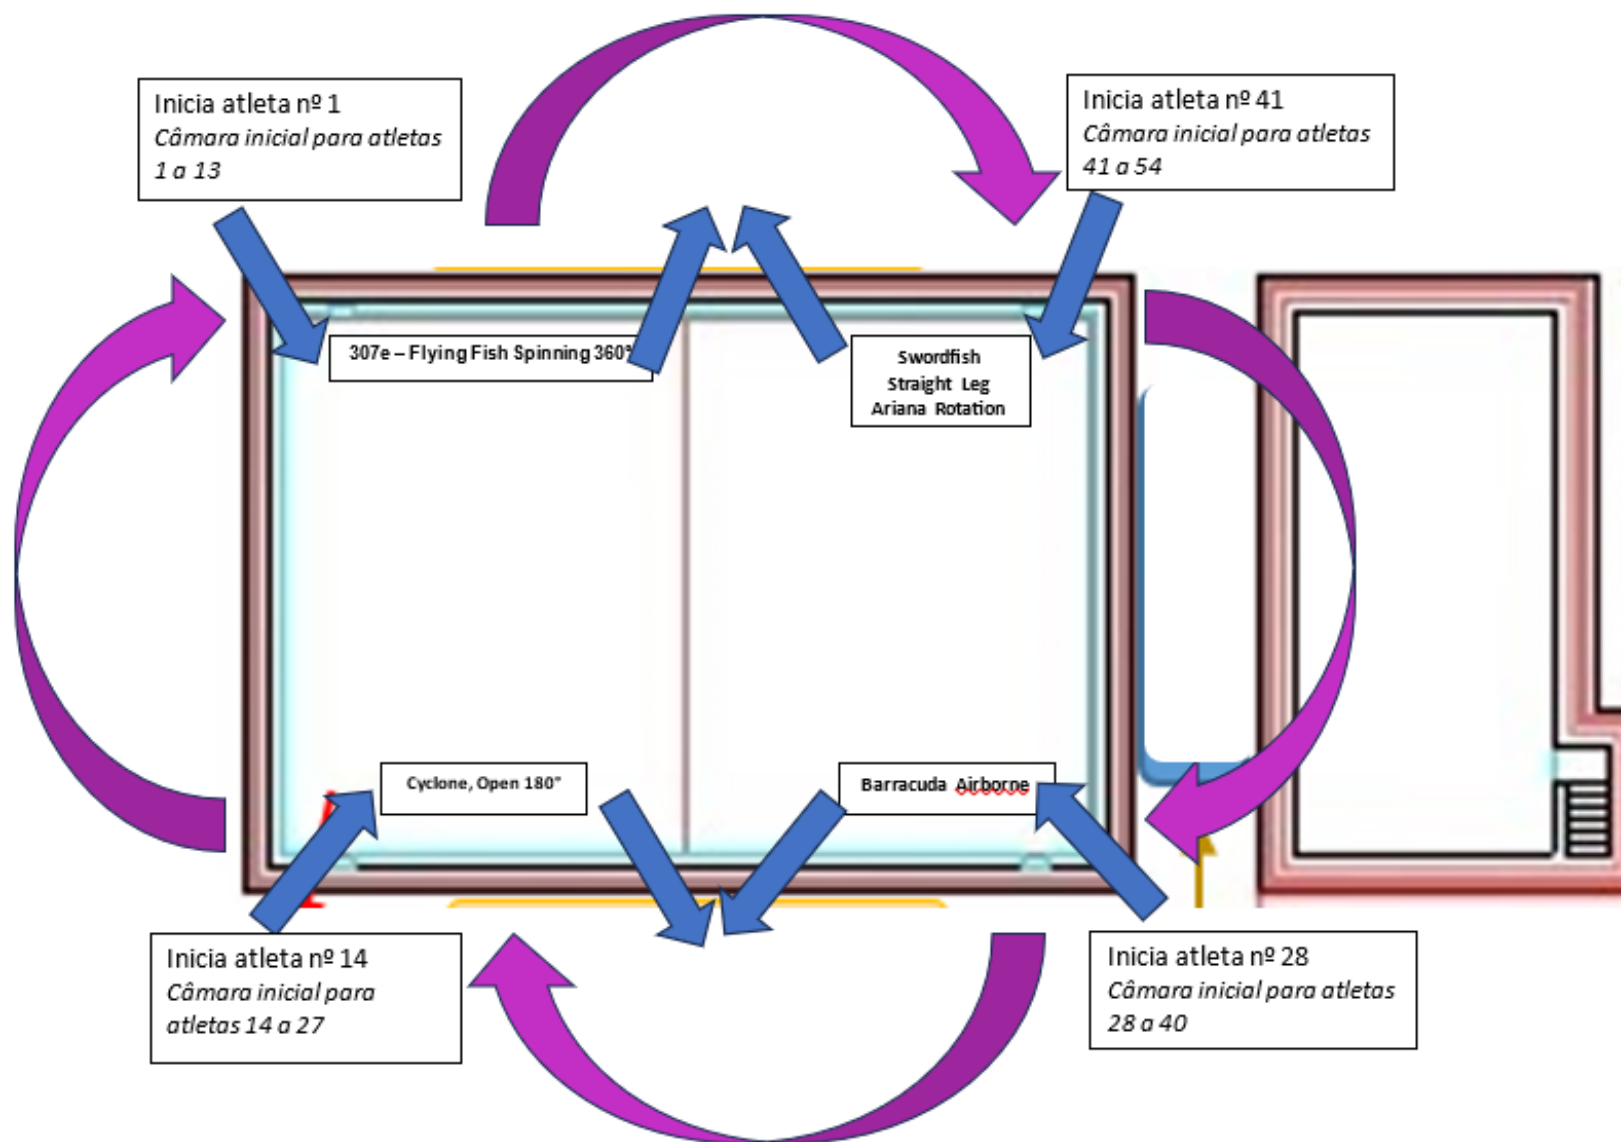 Inicia atleta nº 1
Câmara inicial para atletas
1 a 13
Inicia atleta nº 41
Câmara inicial para atletas
41 a 54
307e – Flying Fish Spinning 360º
Swordfish
Straight Leg
Ariana Rotation
Cyclone, Open 180°
Barracuda Airborne
Inicia atleta nº 14
Câmara inicial para
atletas 14 a 27
Inicia atleta nº 28
Câmara inicial para atletas
28 a 40